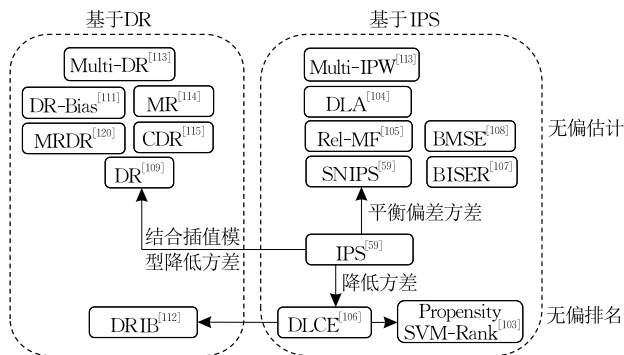 基于DR
基于IPS
Multi-DR[113]
DR-Bias[111]
MR[114]
MRDR[120]
CDR[115]
DR[109]
Multi-IPW[113]
DLA[104]
Rel-MF[105]
BMSE[108]
SNIPS[59]
BISER[107]
无偏估计
平衡偏差方差
结合插值模
型降低方差
IPS[59]
降低方差
DRIB[112]
DLCE[106]
Propensity
SVM-Rank[103]
无偏排名